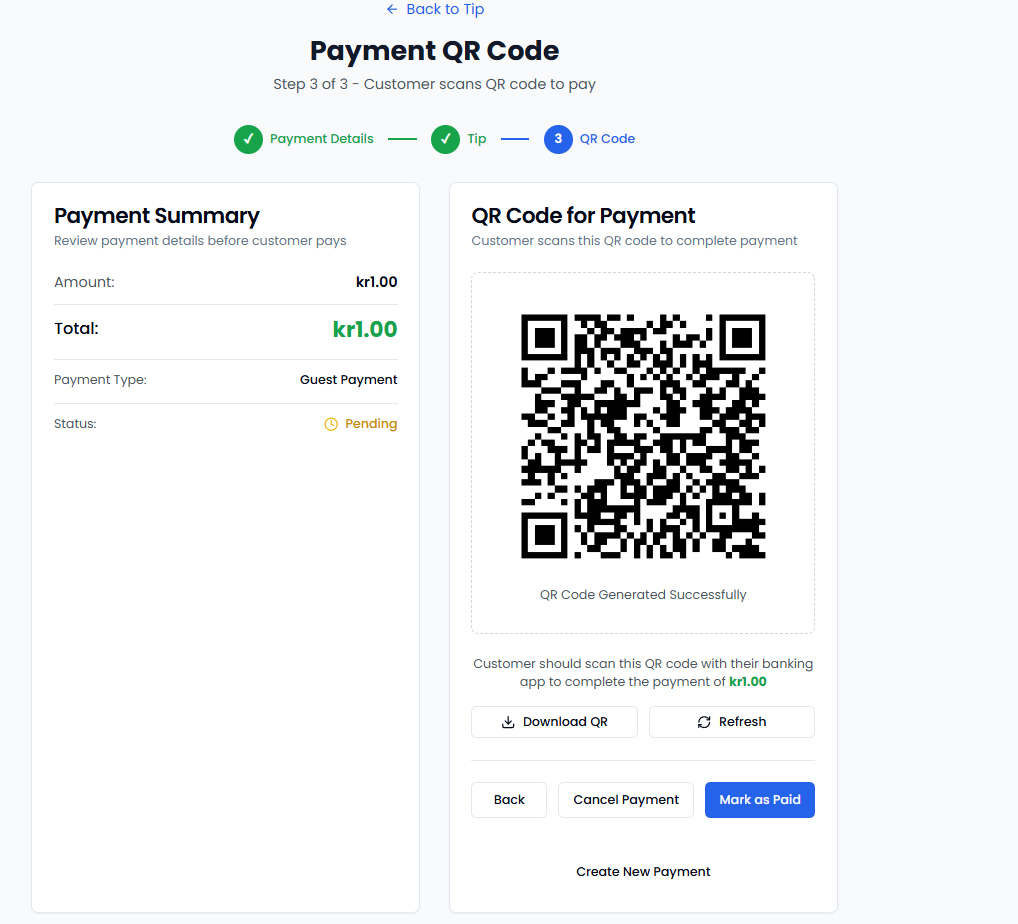 ← Back to Tip
Payment QR Code
Step 3 of 3 - Customer scans QR code to pay
✓ Payment Details
✓ Tip
3 QR Code
Payment Summary
Review payment details before customer pays
Amount: kr1.00
Total: kr1.00
Payment Type: Guest Payment
Status: Pending
QR Code for Payment
Customer scans this QR code to complete payment
QR Code Generated Successfully
Customer should scan this QR code with their banking
app to complete the payment of kr1.00
Download QR
Refresh
Back
Cancel Payment
Mark as Paid
Create New Payment